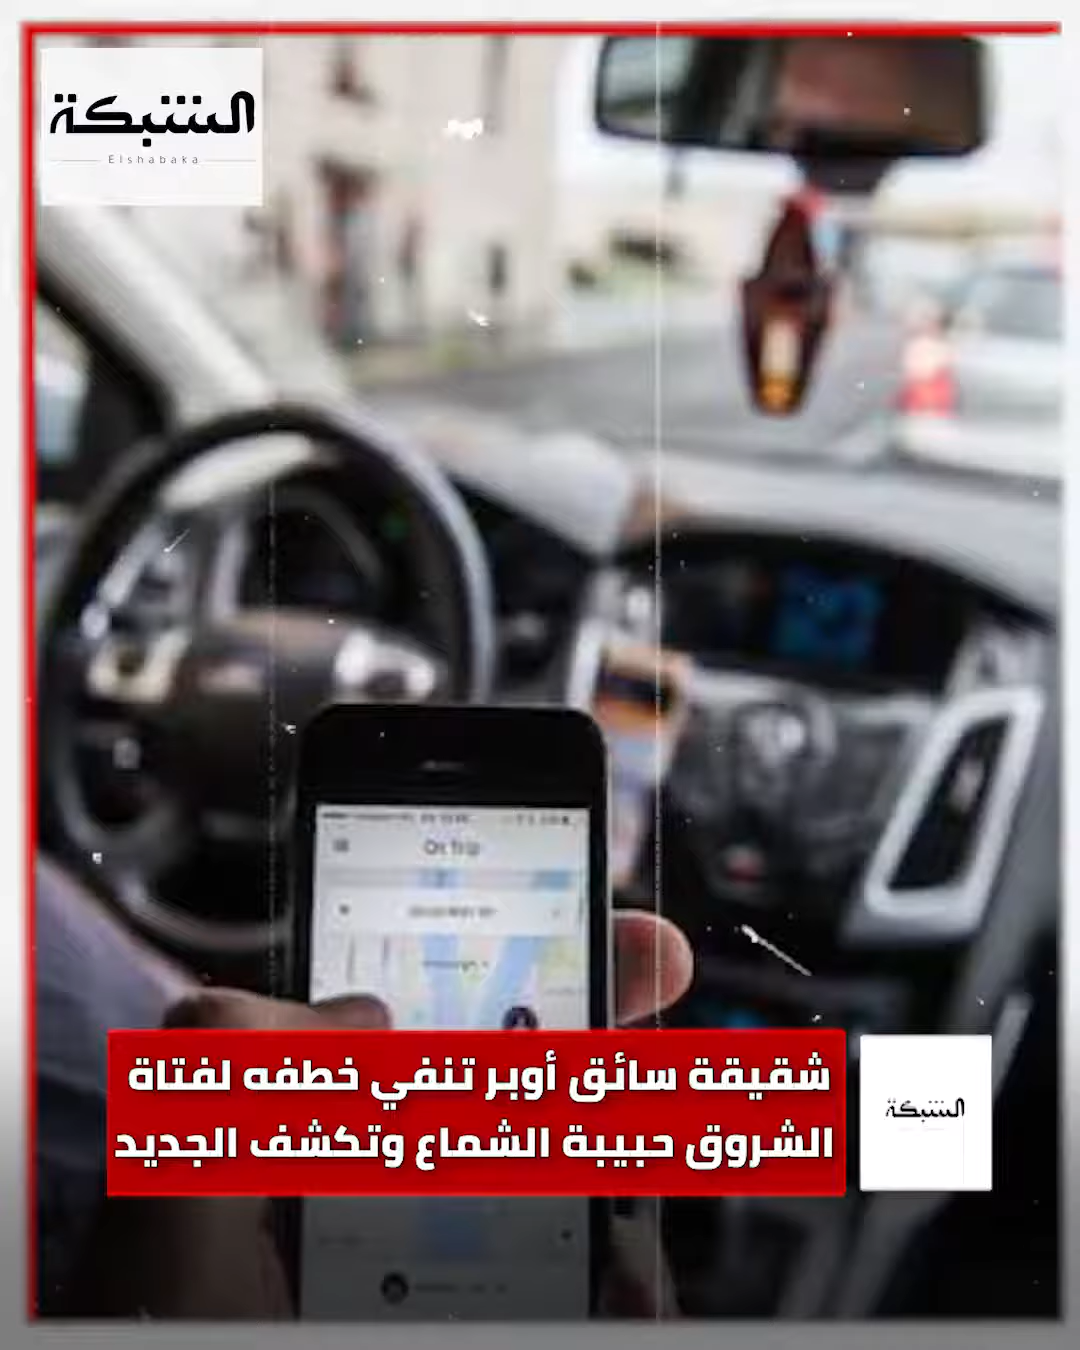 الشبكة
Elshabaka
On Trip
شقيقة سائق أوبر تنفي خطفه لفتاة
الشروق حبيبة الشماع وتكشف الجديد
الشبكة